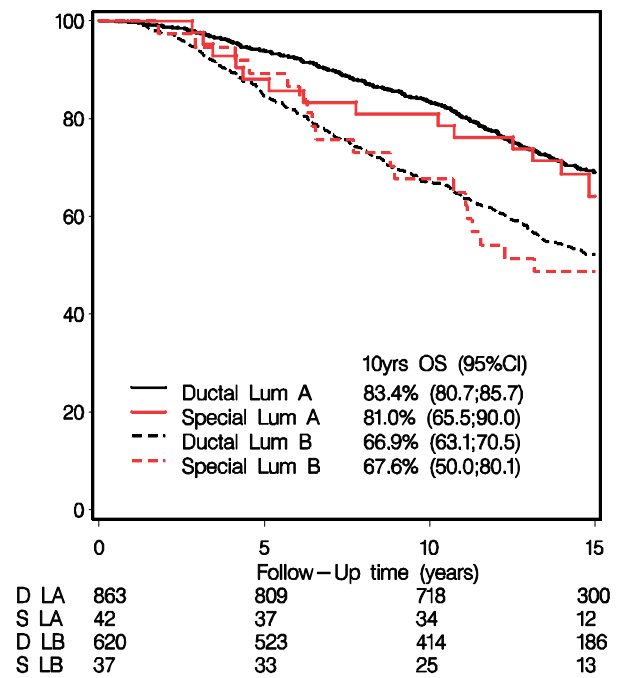 100
80
60
40
20
0
10yrs OS (95%CI)
Ductal Lum A 83.4% (80.7;85.7)
Special Lum A 81.0% (65.5;90.0)
Ductal Lum B 66.9% (63.1;70.5)
Special Lum B 67.6% (50.0;80.1)
0 5 10 15
Follow-Up time (years)
D LA 863 809 718 300
S LA 42 37 34 12
D LB 620 523 414 186
S LB 37 33 25 13